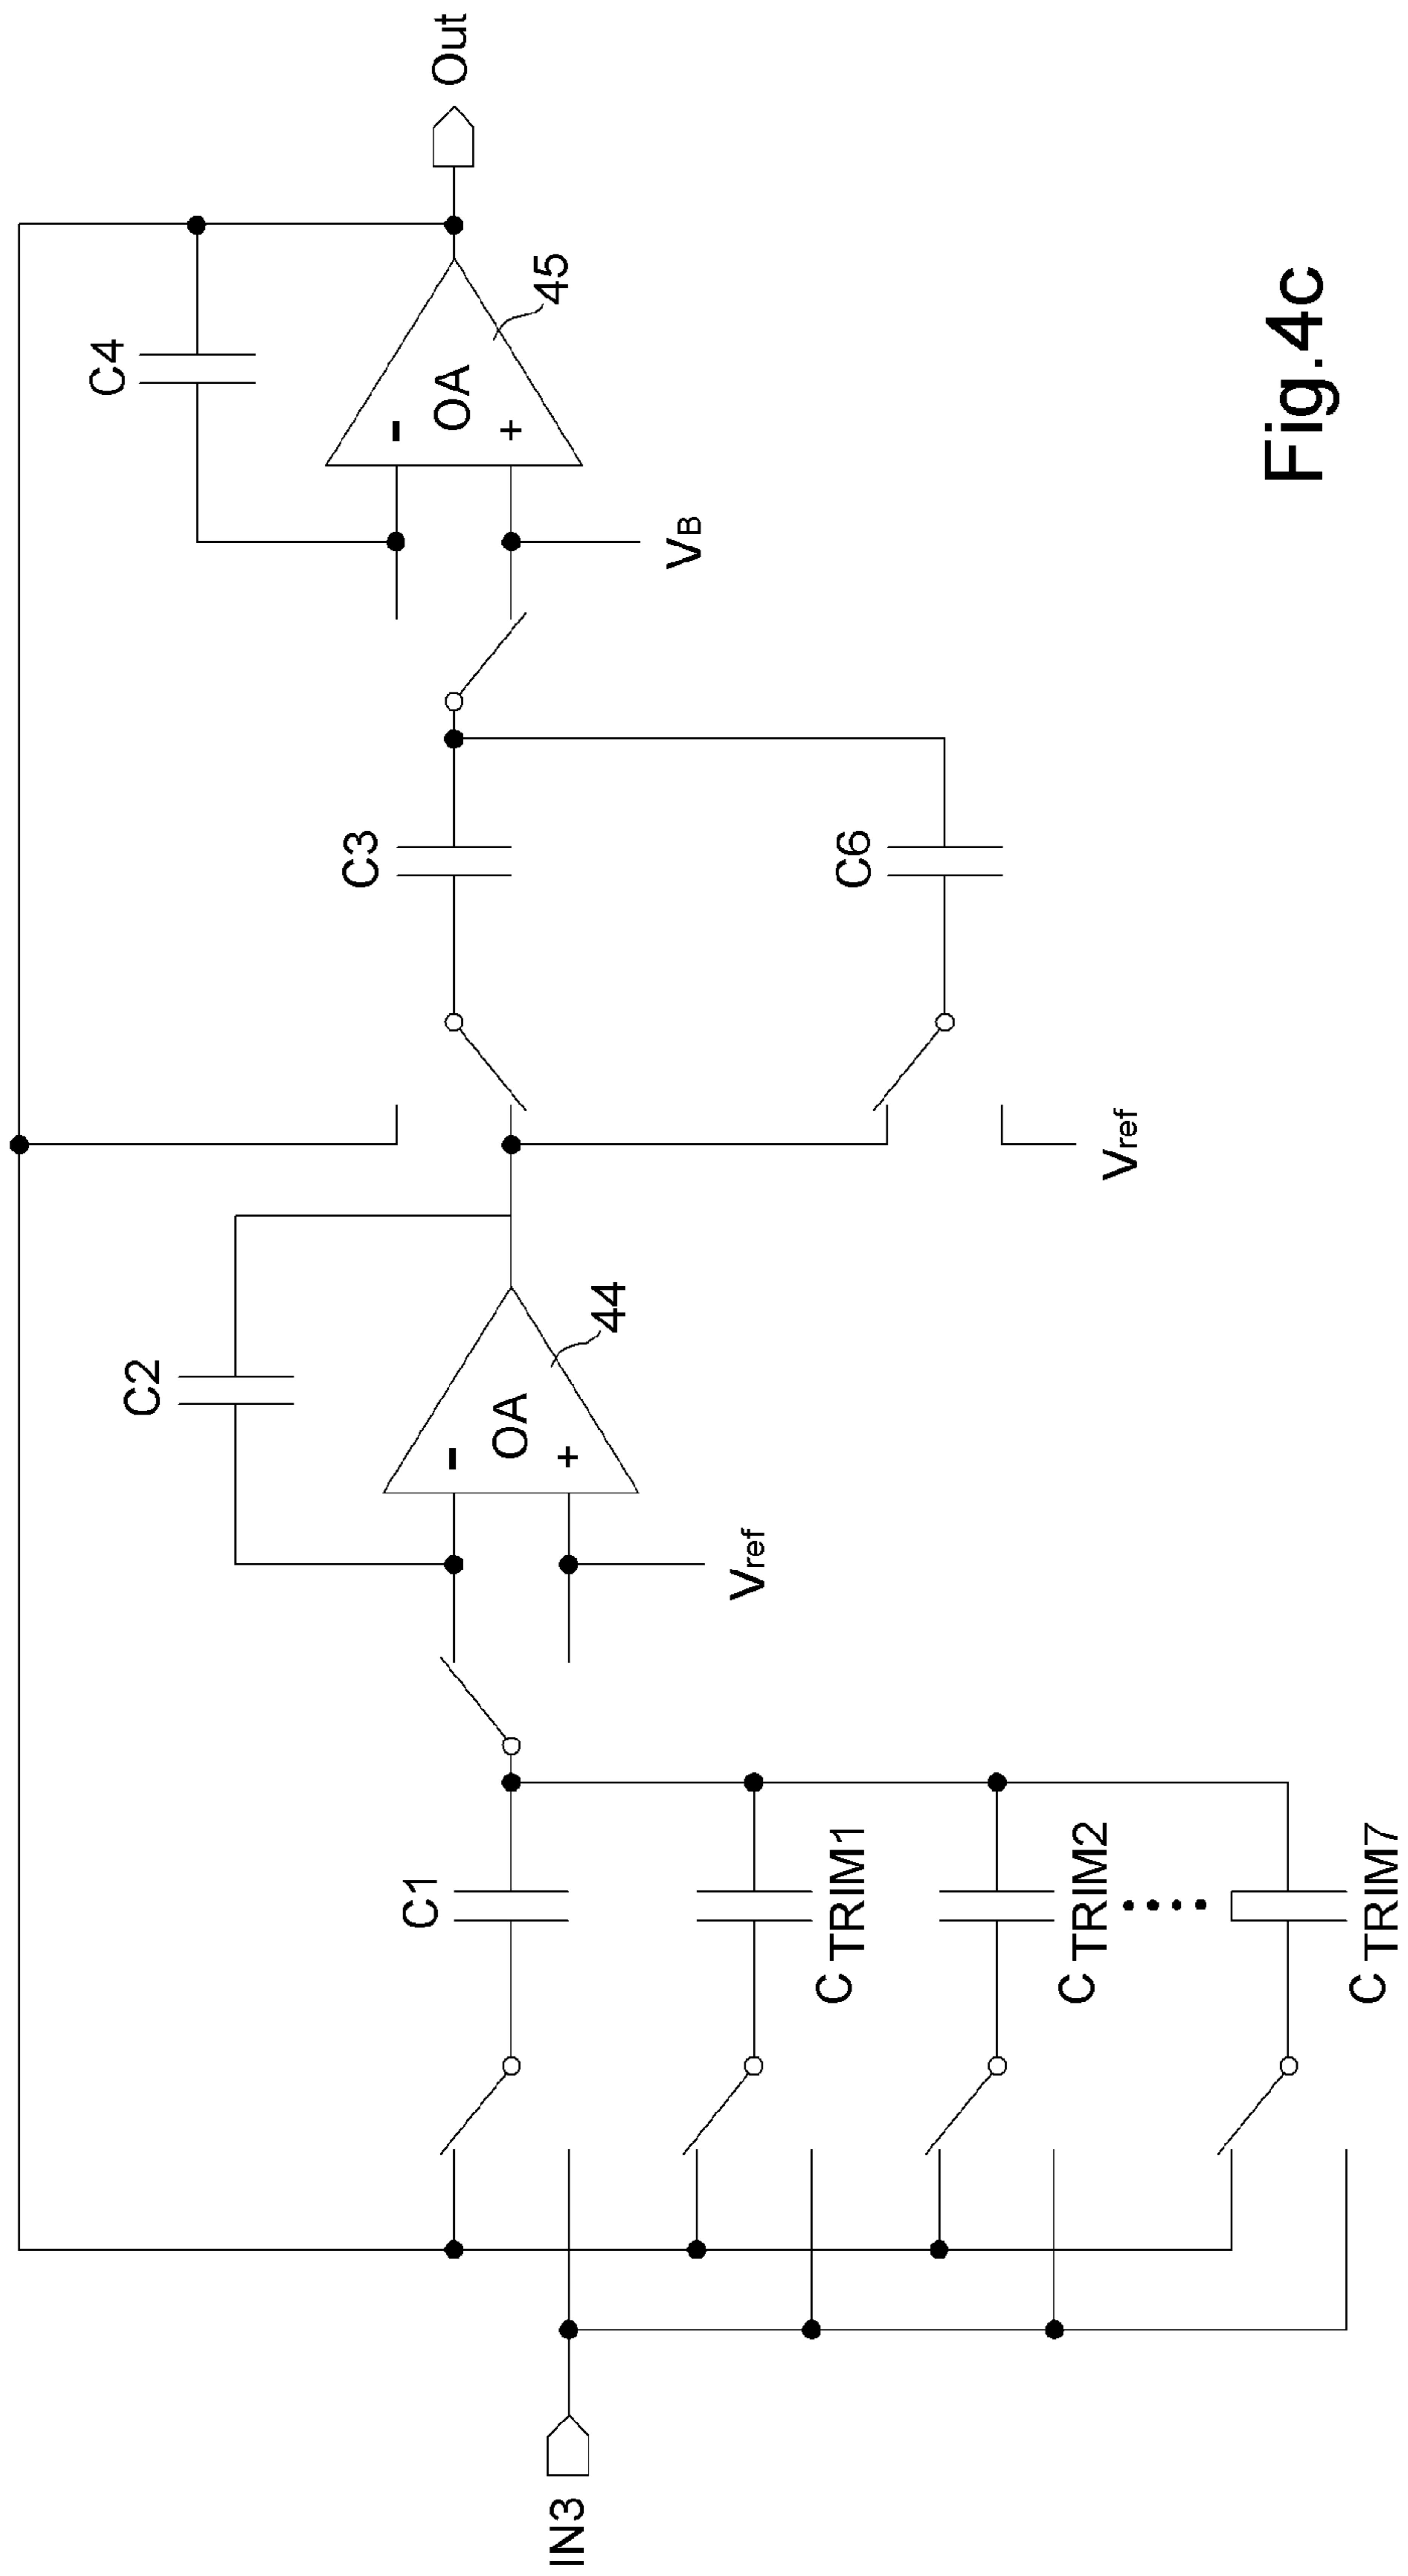 IN3
C1
C TRIM1
C TRIM2
C TRIM7
C2
-
OA
+
44
Vref
C3
C6
Vref
C4
-
OA
+
45
VB
Out
Fig.4c